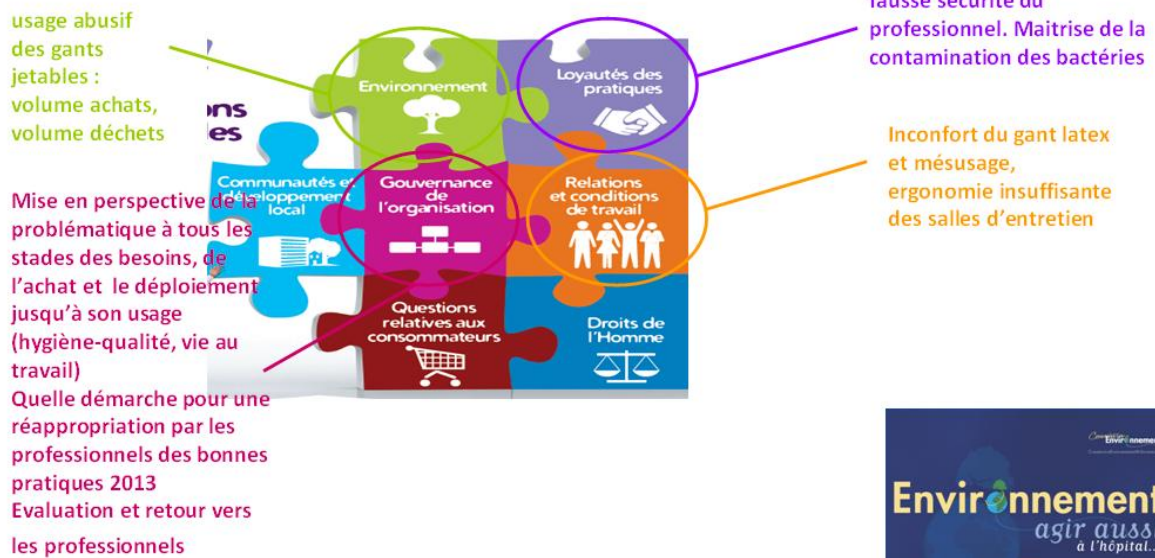 usage abusif
des gants
jetables :
volume achats,
volume déchets
fausse sécurité du
professionnel. Maitrise de la
contamination des bactéries
Environnement
Loyautés des
pratiques
ons
es
Inconfort du gant latex
et mésusage,
ergonomie insuffisante
des salles d'entretien
Communautés et
développement
local
Gouvernance
de
l'organisation
Relations
et conditions
de travail
Mise en perspective de la
problématique à tous les
stades des besoins, de
l'achat et le déploiement
jusqu'à son usage
(hygiène-qualité, vie au
travail)
Quelle démarche pour une
réappropriation par les
professionnels des bonnes
pratiques 2013
Evaluation et retour vers
les professionnels
Questions
relatives aux
consommateurs
Droits de
l'Homme
Environnement
agir aussi
à l'hôpital...